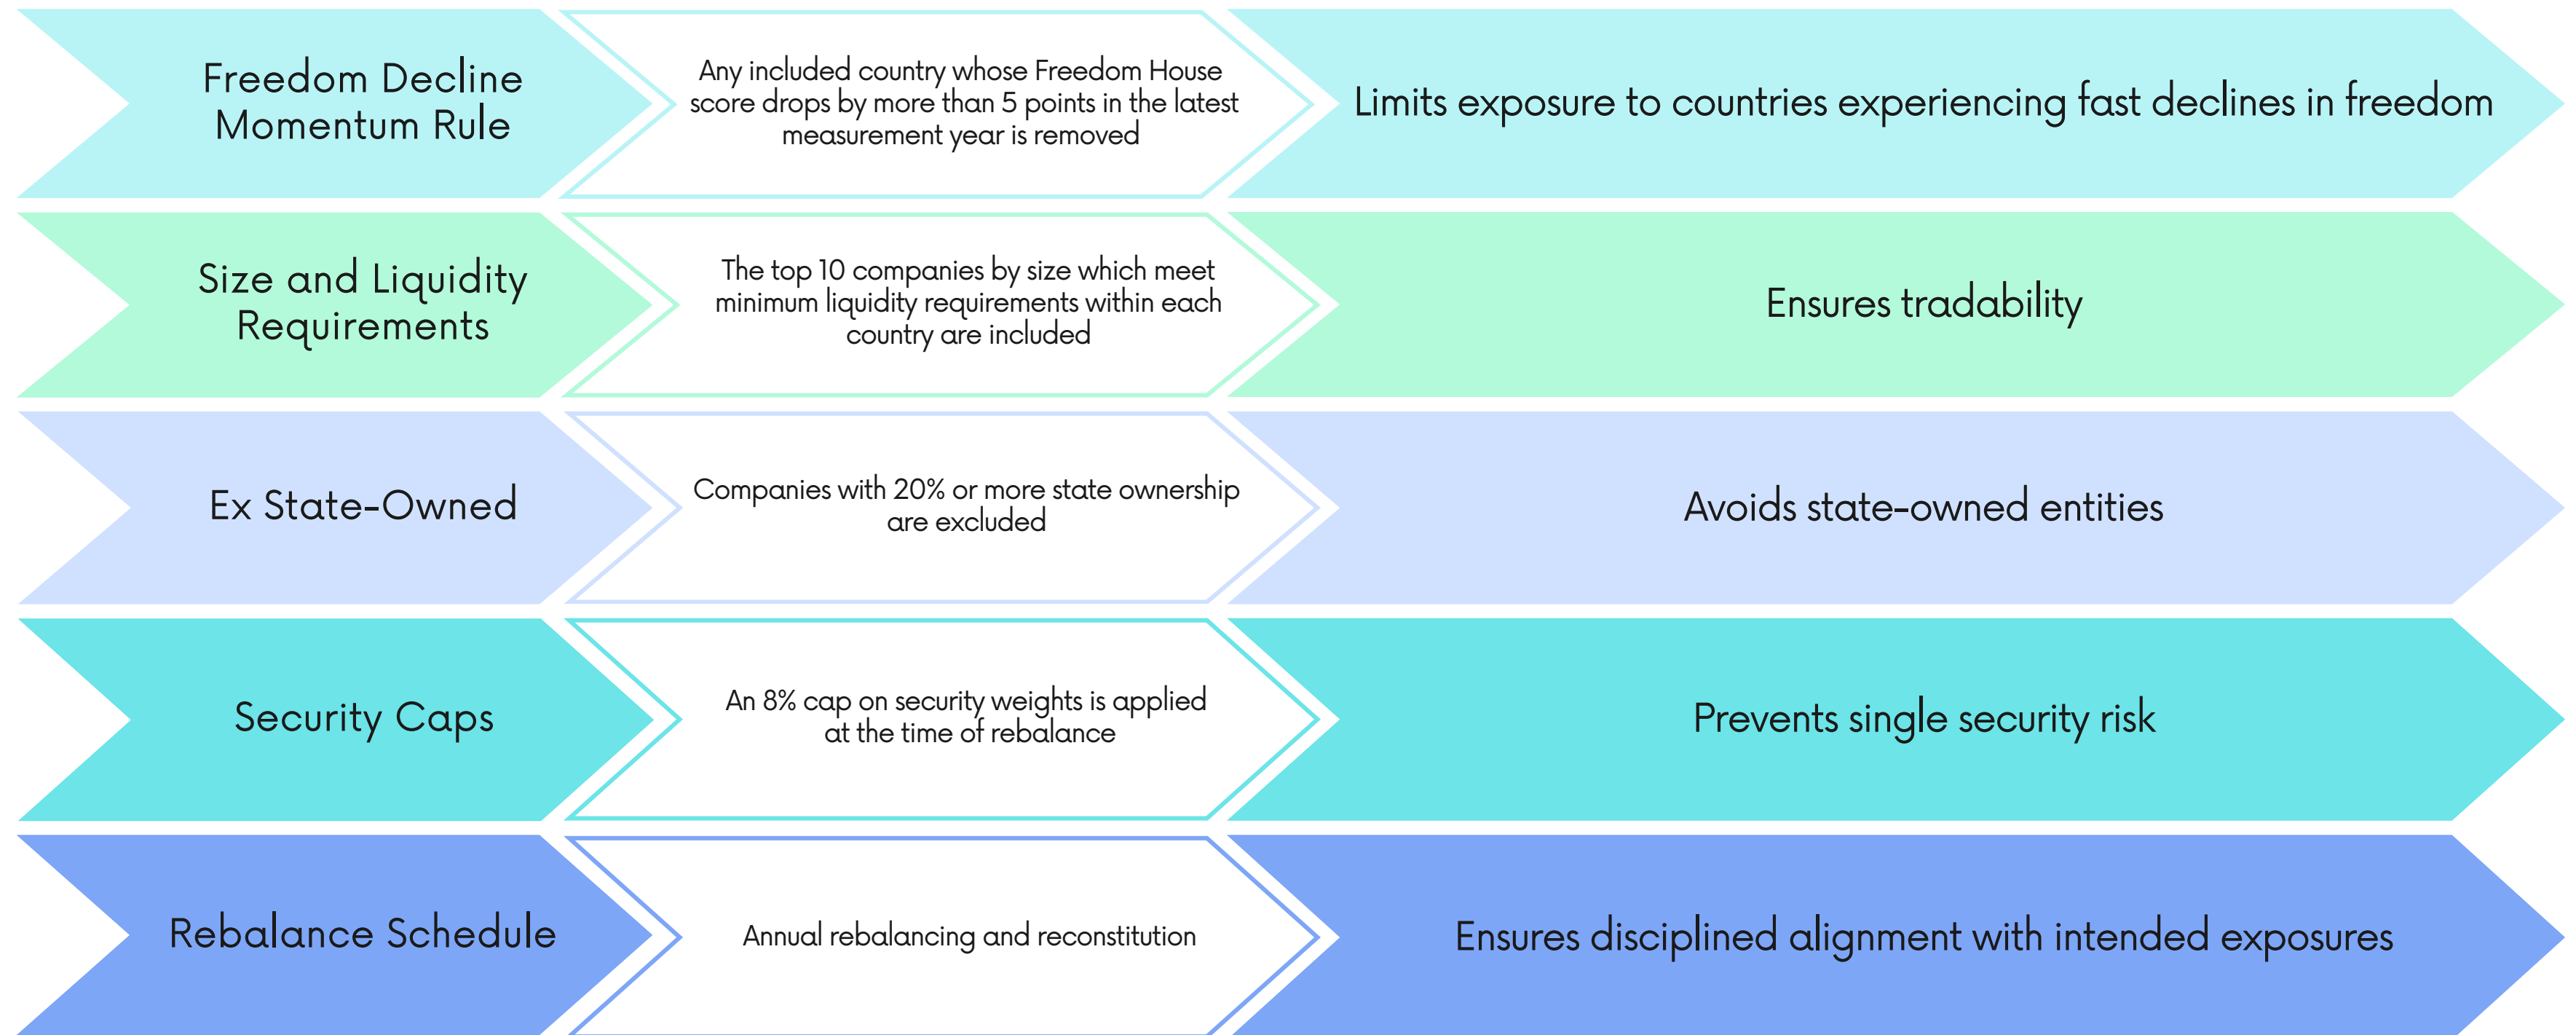 Freedom Decline
Momentum Rule
Any included country whose Freedom House
score drops by more than 5 points in the latest
measurement year is removed
Limits exposure to countries experiencing fast declines in freedom
Size and Liquidity
Requirements
The top 10 companies by size which meet
minimum liquidity requirements within each
country are included
Ensures tradability
Ex State-Owned
Companies with 20% or more state ownership
are excluded
Avoids state-owned entities
Security Caps
An 8% cap on security weights is applied
at the time of rebalance
Prevents single security risk
Rebalance Schedule
Annual rebalancing and reconstitution
Ensures disciplined alignment with intended exposures